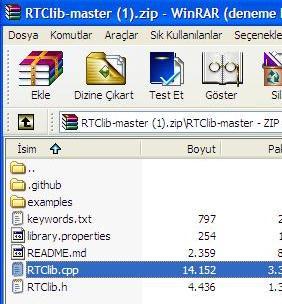 RTClib-master (1).zip - WinRAR (deneme
Dosya Komutlar Araçlar Sık Kullanılanlar Seçenekle
Ekle Dizine Çıkart Test Et Göster Sil
RTClib-master (1).zip\RTClib-master - ZIP
İsim Boyut Pak
..
.github
examples
keywords.txt 797 2
library.properties 254 1
README.md 2.359 8
RTClib.cpp 14.152 3.3
RTClib.h 4.436 1.3